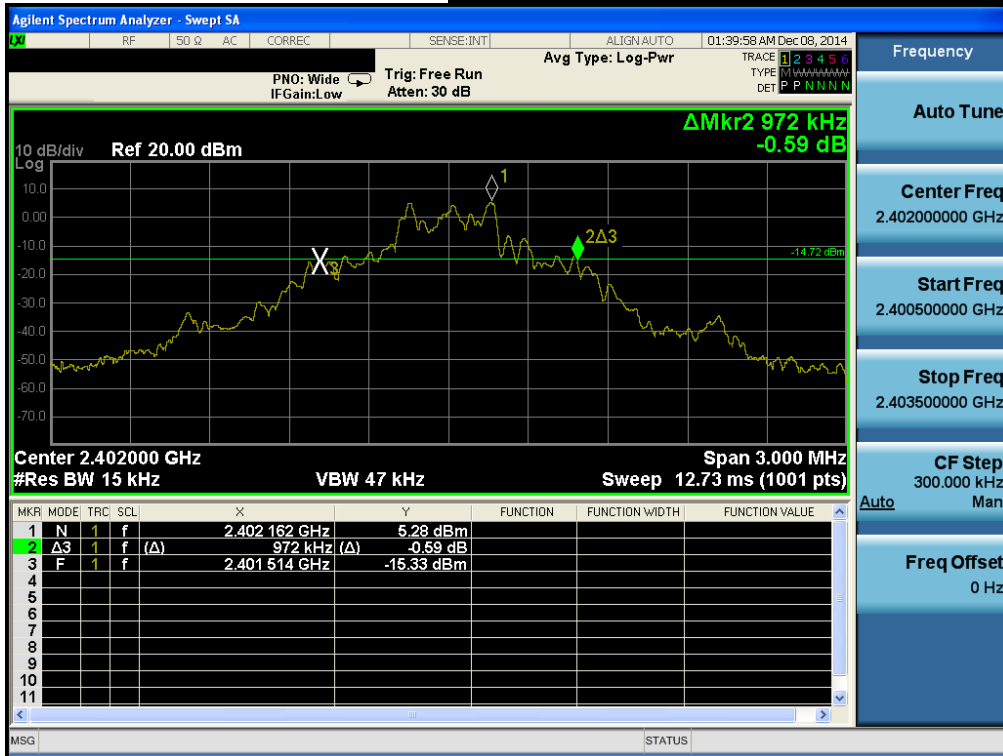 Agilent Spectrum Analyzer - Swept SA
LXI RF 50 Ω AC CORREC SENSE:INT ALIGN AUTO 01:39:58 AM Dec 08, 2014
Frequency
Avg Type: Log-Pwr
TRACE 1 2 3 4 5 6
TYPE M
DET P P N N N N
PNO: Wide Trig: Free Run
IFGain:Low Atten: 30 dB
Auto Tune
ΔMkr2 972 kHz
-0.59 dB
10 dB/div Ref 20.00 dBm
Log
10.0
0.00
-10.0
-20.0
-30.0
-40.0
-50.0
-60.0
-70.0
1
2Δ3
X3
-14.72 dBm
Center Freq
2.402000000 GHz
Start Freq
2.400500000 GHz
Stop Freq
2.403500000 GHz
Center 2.402000 GHz Span 3.000 MHz
#Res BW 15 kHz VBW 47 kHz Sweep 12.73 ms (1001 pts)
CF Step
300.000 kHz
Auto Man
MKR MODE TRC SCL X Y FUNCTION FUNCTION WIDTH FUNCTION VALUE
1 N 1 f 2.402 162 GHz 5.28 dBm
2 Δ3 1 f (Δ) 972 kHz (Δ) -0.59 dB
3 F 1 f 2.401 514 GHz -15.33 dBm
4
5
6
7
8
9
10
11
Freq Offset
0 Hz
MSG STATUS